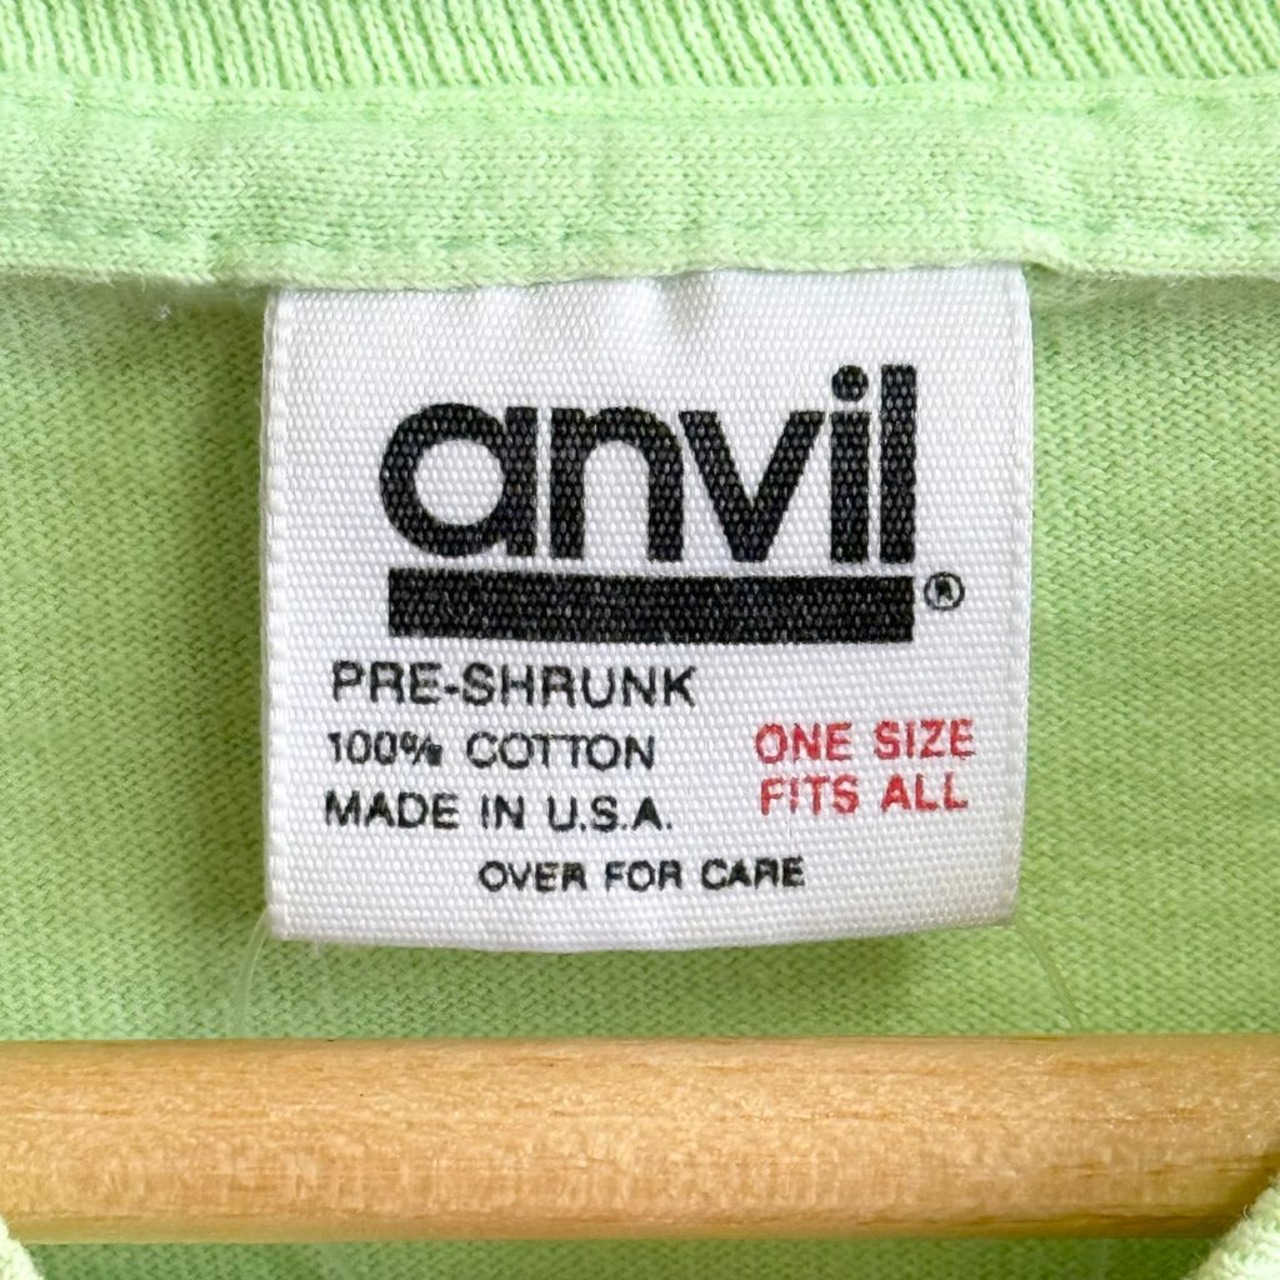 anvil®
PRE-SHRUNK
100% COTTON
MADE IN U.S.A.
ONE SIZE
FITS ALL
OVER FOR CARE